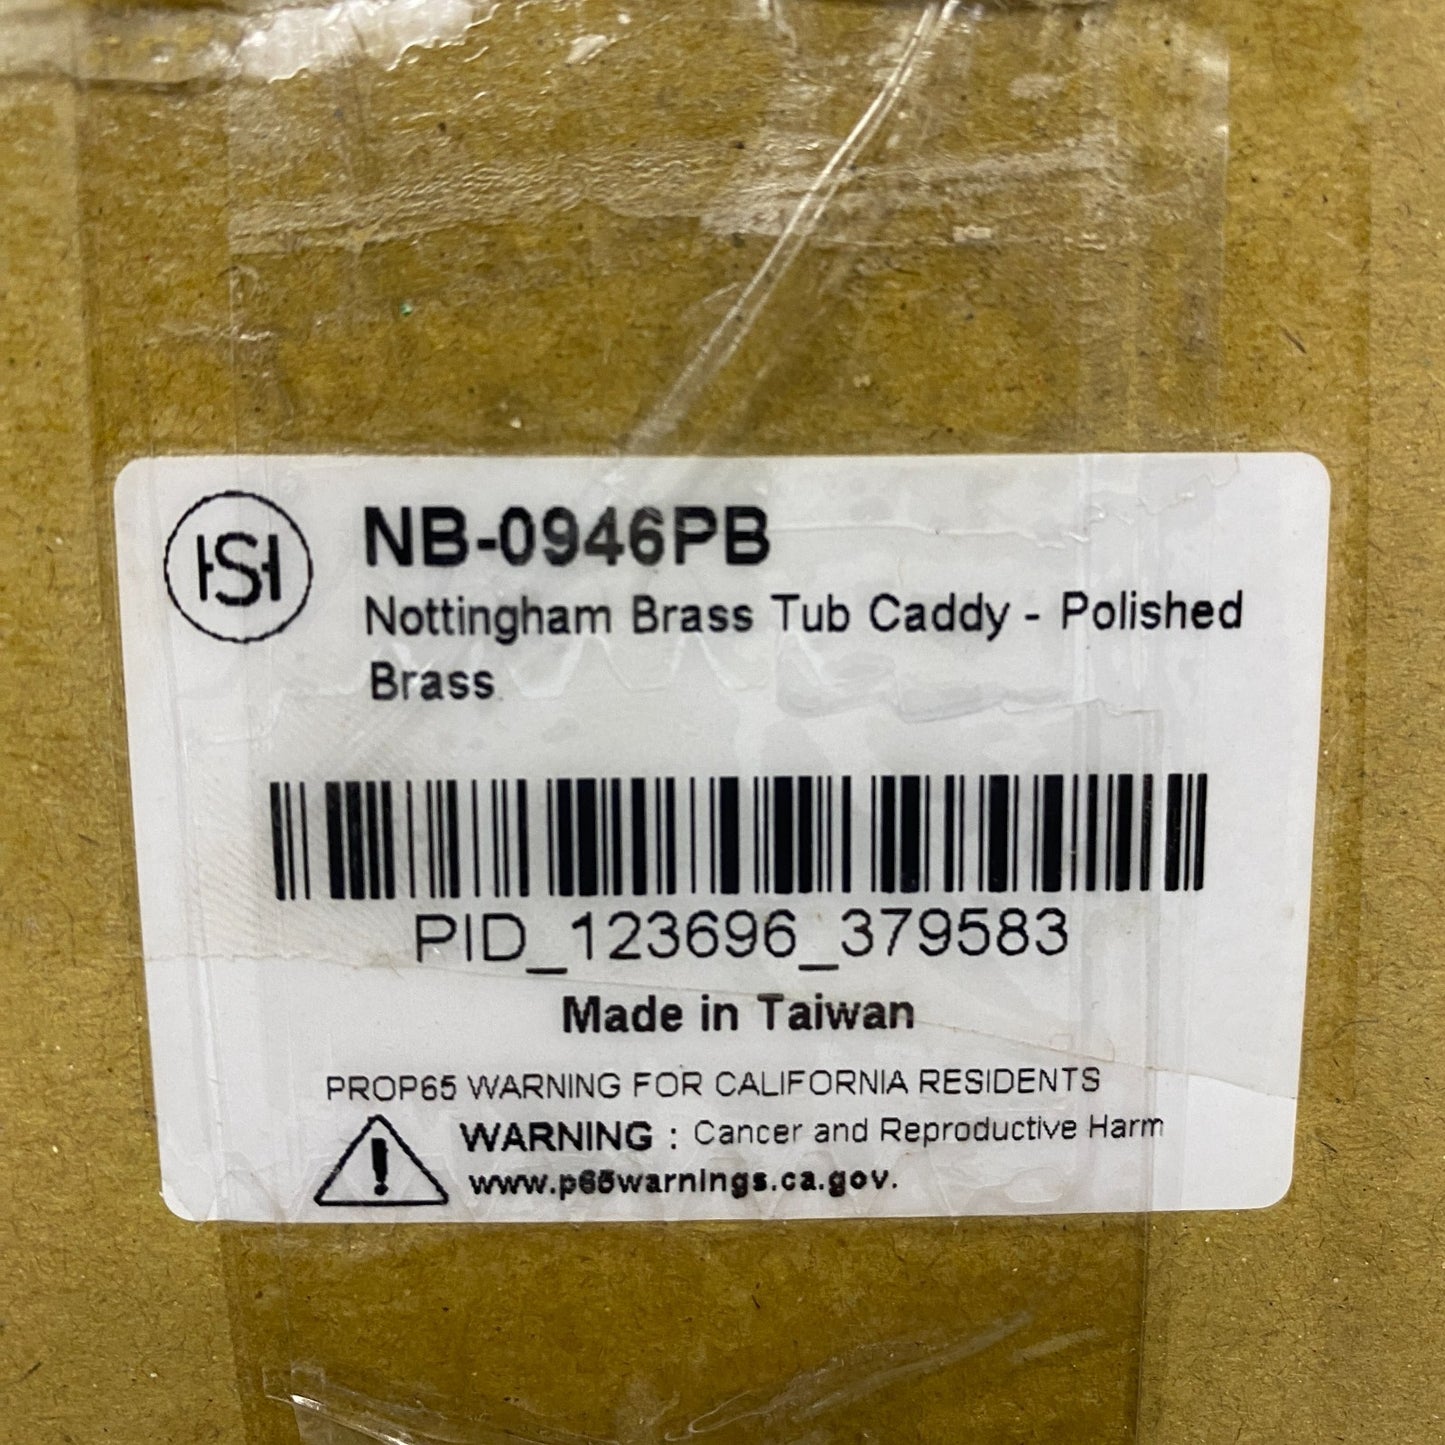 HSH
NB-0946PB
Nottingham Brass Tub Caddy - Polished
Brass
PID_123696_379583
Made in Taiwan
PROP65 WARNING FOR CALIFORNIA RESIDENTS
WARNING : Cancer and Reproductive Harm
www.p65warnings.ca.gov.